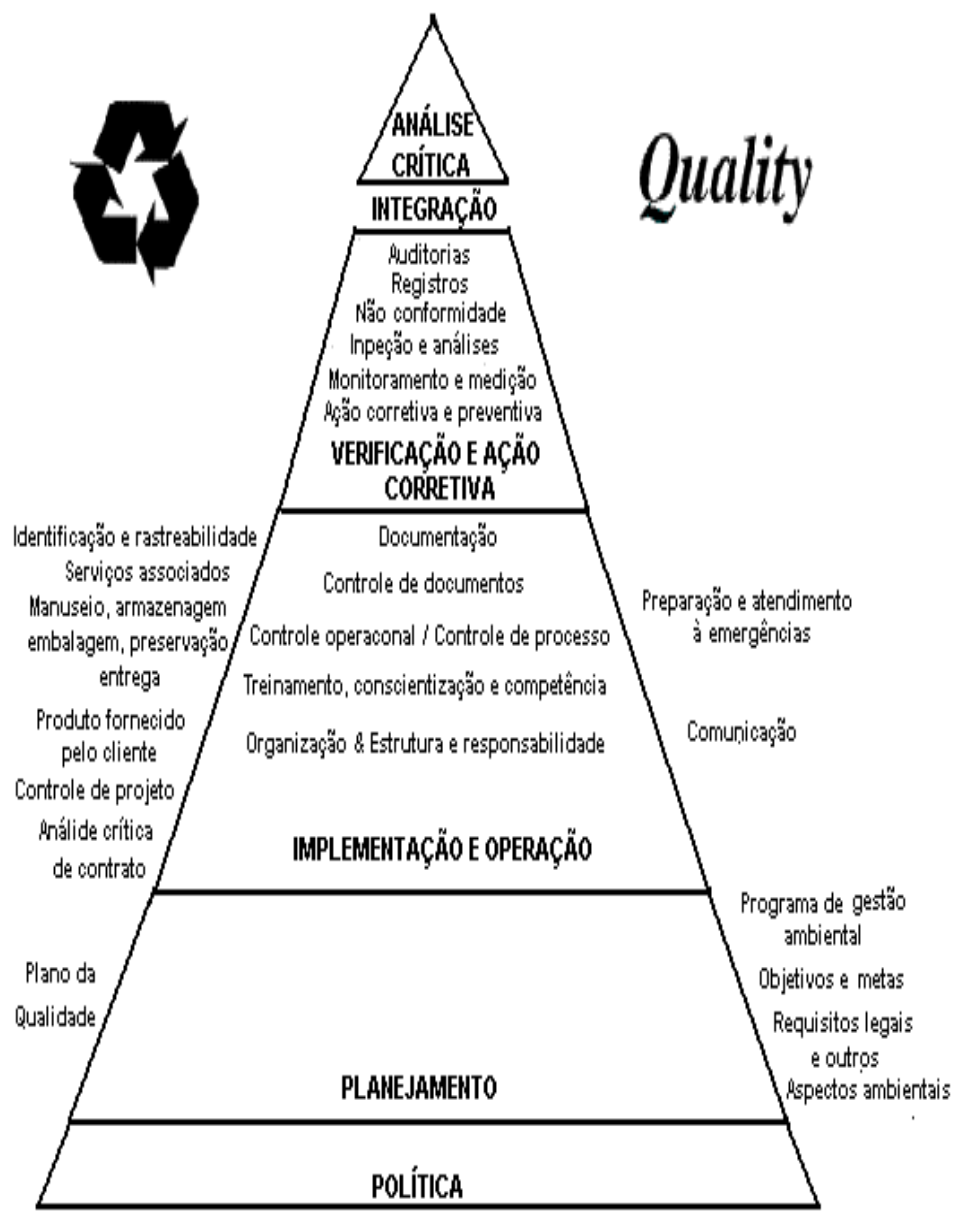 ANÁLISE
CRÍTICA
Quality
INTEGRAÇÃO
Auditorias
Registros
Não conformidade
Inpeção e análises
Monitoramento e medição
Ação corretiva e preventiva
VERIFICAÇÃO E AÇÃO
CORRETIVA
Identificação e rastreabilidade
Serviços associados
Manuseio, armazenagem
embalagem, preservação
entrega
Produto fornecido
pelo cliente
Controle de projeto
Análide crítica
de contrato
Documentação
Controle de documentos
Controle operaconal / Controle de processo
Treinamento, conscientização e competência
Organização & Estrutura e responsabilidade
IMPLEMENTAÇÃO E OPERAÇÃO
Preparação e atendimento
à emergências
Comunicação
Plano da
Qualidade
PLANEJAMENTO
Programa de gestão
ambiental
Objetivos e metas
Requisitos legais
e outros
Aspectos ambientais
POLÍTICA